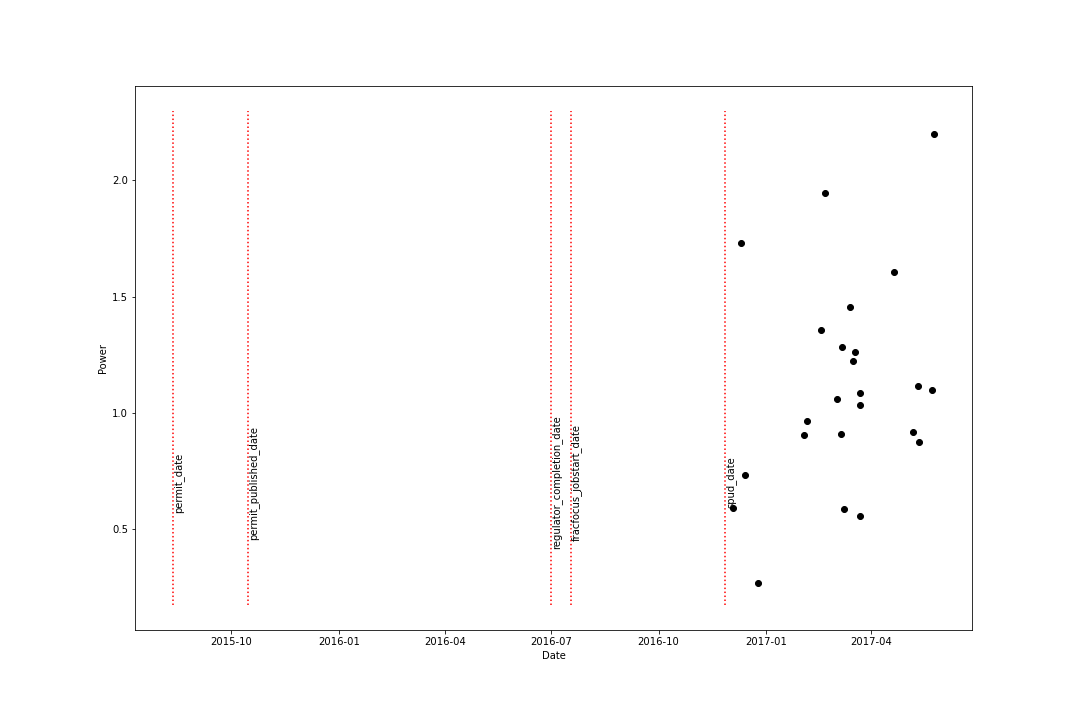 2.0
1.5
1.0
0.5
Power
permit_date
permit_published_date
regulator_completion_date
fracfocus_jobstart_date
spud_date
2015-10
2016-01
2016-04
2016-07
2016-10
2017-01
2017-04
Date